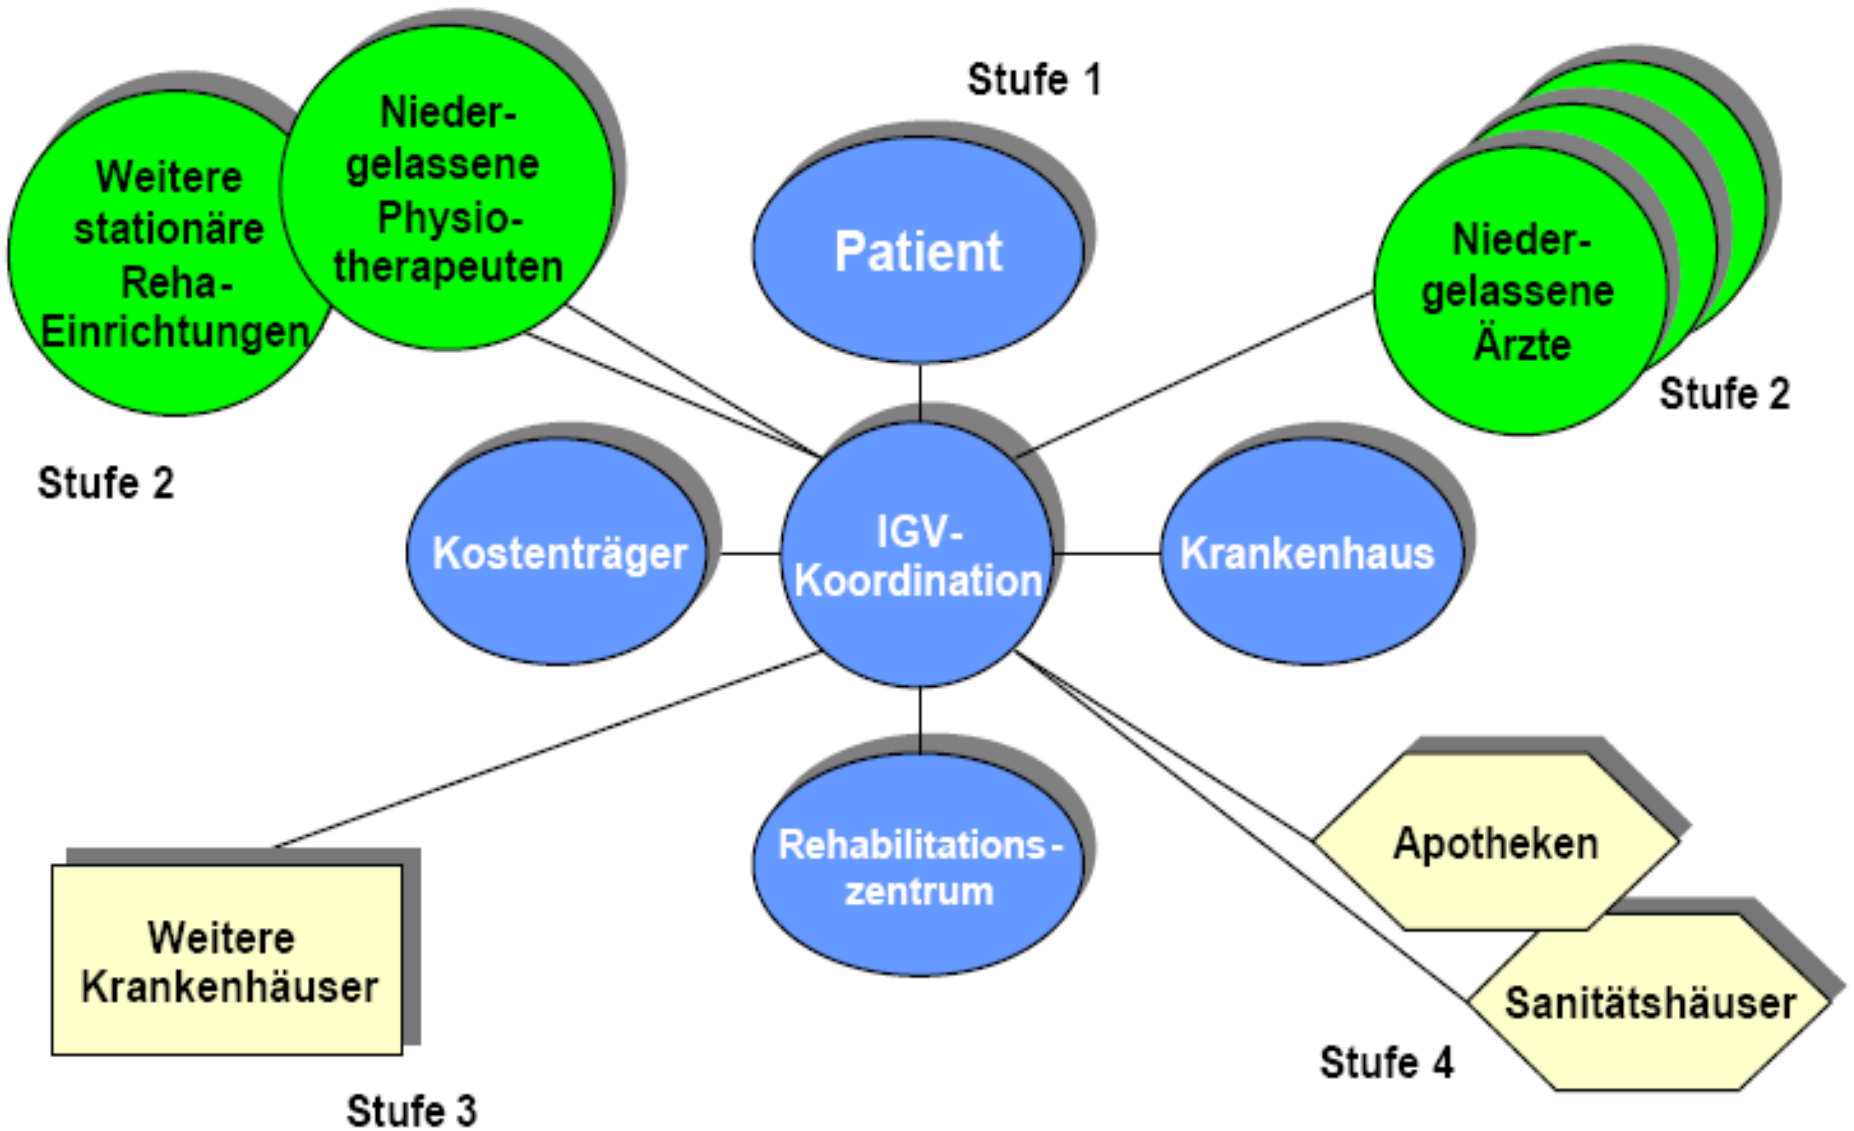 Stufe 1
Nieder-
gelassene
Physio-
therapeuten
Weitere
stationäre
Reha-
Einrichtungen
Stufe 2
Patient
Nieder-
gelassene
Ärzte
Stufe 2
Kostenträger
IGV-
Koordination
Krankenhaus
Rehabilitations-
zentrum
Weitere
Krankenhäuser
Stufe 3
Apotheken
Sanitätshäuser
Stufe 4